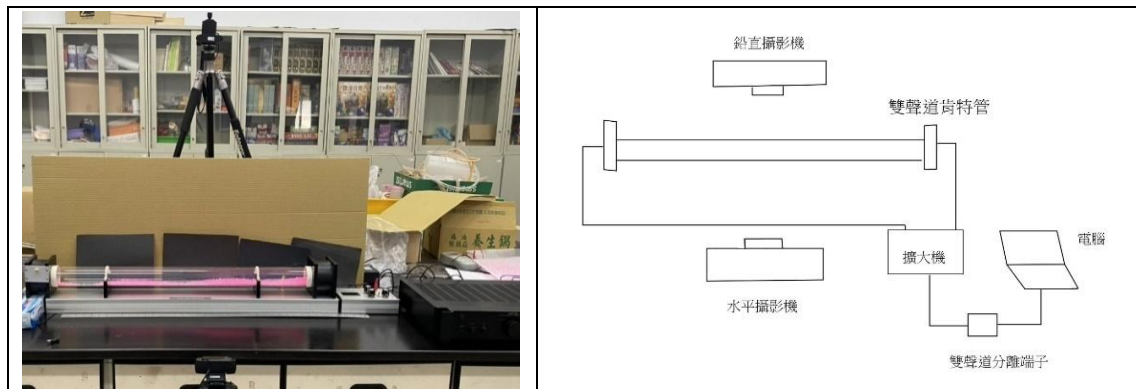 鉛直攝影機
雙聲道肯特管
擴大機
電腦
水平攝影機
雙聲道分離端子
養生鍋